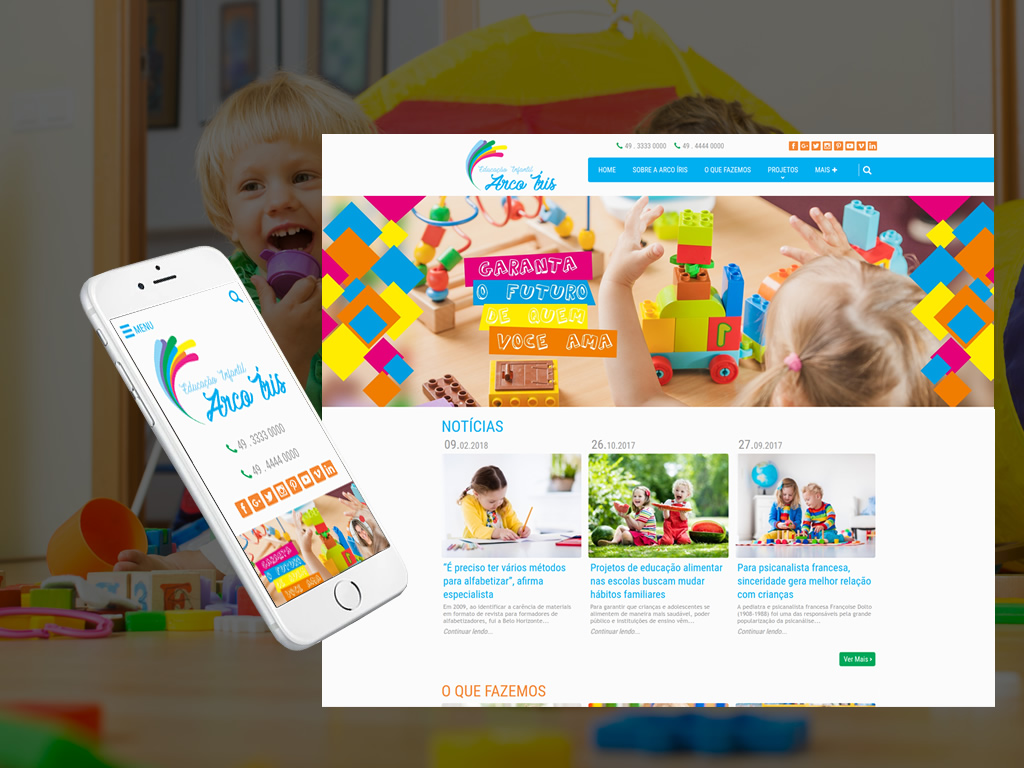 49 . 3333 0000 49 . 4444 0000
Educação Infantil
Arco Íris
HOME SOBRE A ARCO ÍRIS O QUE FAZEMOS PROJETOS MAIS +
GARANTA
O FUTURO
DE QUEM
VOCE AMA
1
NOTÍCIAS
09.02.2018 26.10.2017 27.09.2017
"É preciso ter vários métodos
para alfabetizar", afirma
especialista
Em 2009, ao identificar a carência de materiais
em formato de revista para formadores de
alfabetizadores, fui a Belo Horizonte...
Continuar lendo...
Projetos de educação alimentar
nas escolas buscam mudar
hábitos familiares
Para garantir que crianças e adolescentes se
alimentem de maneira mais saudável, poder
público e instituições de ensino vêm...
Continuar lendo...
Para psicanalista francesa,
sinceridade gera melhor relação
com crianças
A pediatra e psicanalista francesa Françoise Dolto
(1908-1988) foi uma das responsáveis pela grande
popularização da psicanálise...
Continuar lendo...
Ver Mais ›
O QUE FAZEMOS
MENU
Educação Infantil
Arco Íris
49 . 3333 0000
49 . 4444 0000
GARANTA
O FUTURO
DE QUEM
VOCE AMA